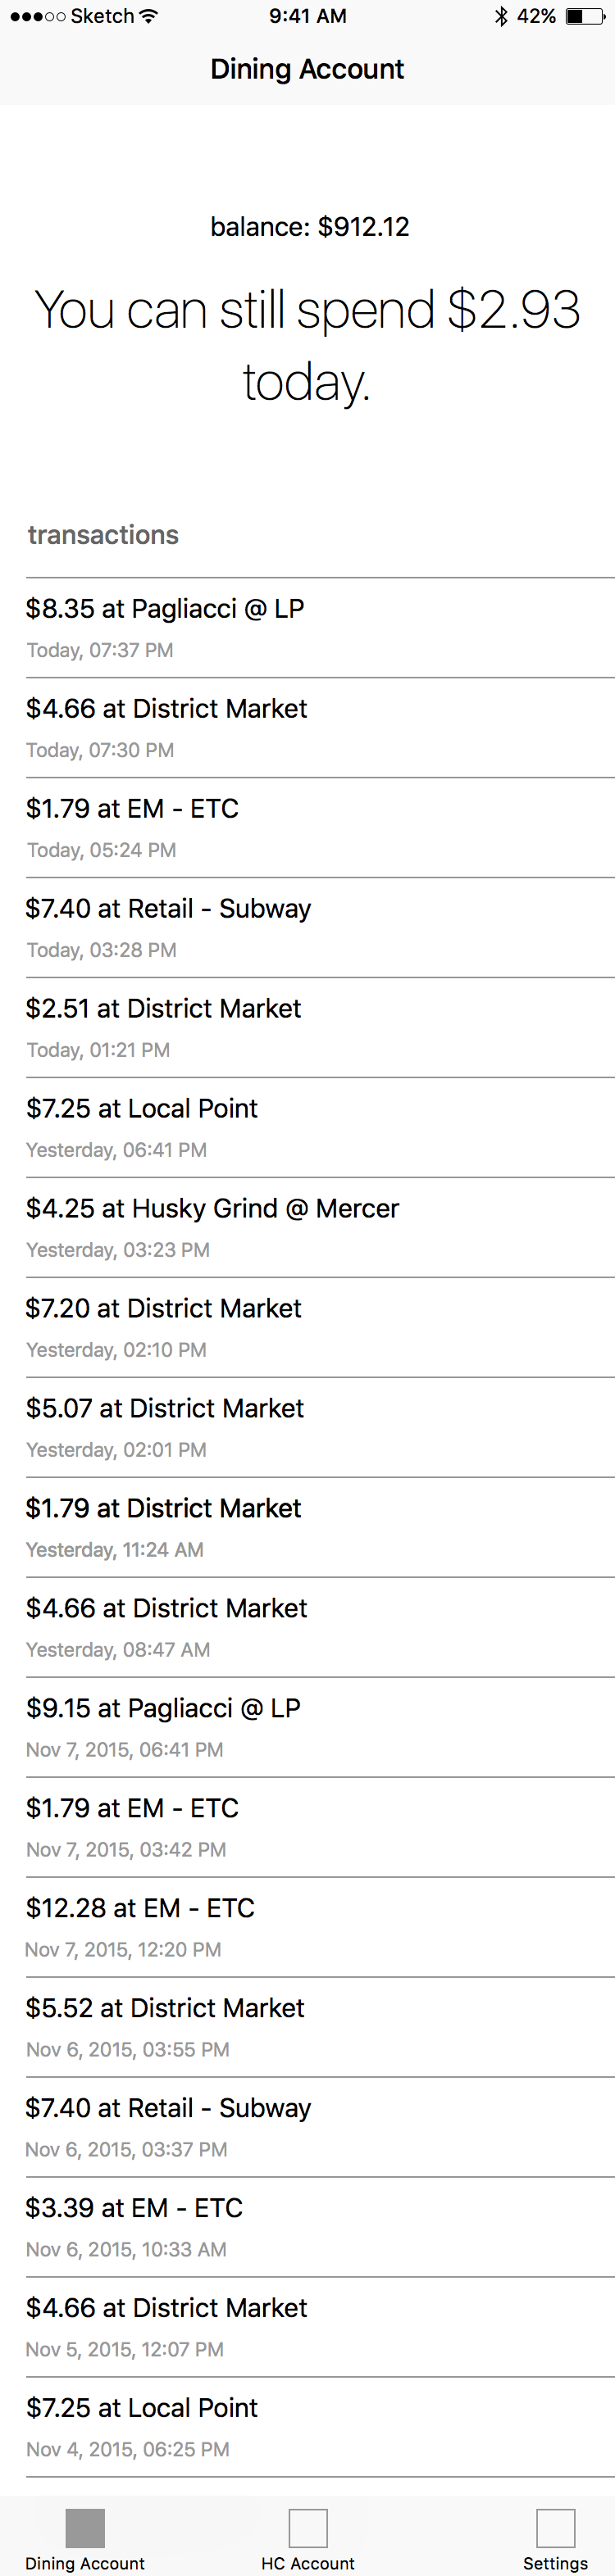 Sketch 9:41 AM 42%
Dining Account
balance: $912.12
You can still spend $2.93
today.
transactions
$8.35 at Pagliacci @ LP
Today, 07:37 PM
$4.66 at District Market
Today, 07:30 PM
$1.79 at EM - ETC
Today, 05:24 PM
$7.40 at Retail - Subway
Today, 03:28 PM
$2.51 at District Market
Today, 01:21 PM
$7.25 at Local Point
Yesterday, 06:41 PM
$4.25 at Husky Grind @ Mercer
Yesterday, 03:23 PM
$7.20 at District Market
Yesterday, 02:10 PM
$5.07 at District Market
Yesterday, 02:01 PM
$1.79 at District Market
Yesterday, 11:24 AM
$4.66 at District Market
Yesterday, 08:47 AM
$9.15 at Pagliacci @ LP
Nov 7, 2015, 06:41 PM
$1.79 at EM - ETC
Nov 7, 2015, 03:42 PM
$12.28 at EM - ETC
Nov 7, 2015, 12:20 PM
$5.52 at District Market
Nov 6, 2015, 03:55 PM
$7.40 at Retail - Subway
Nov 6, 2015, 03:37 PM
$3.39 at EM - ETC
Nov 6, 2015, 10:33 AM
$4.66 at District Market
Nov 5, 2015, 12:07 PM
$7.25 at Local Point
Nov 4, 2015, 06:25 PM
Dining Account HC Account Settings